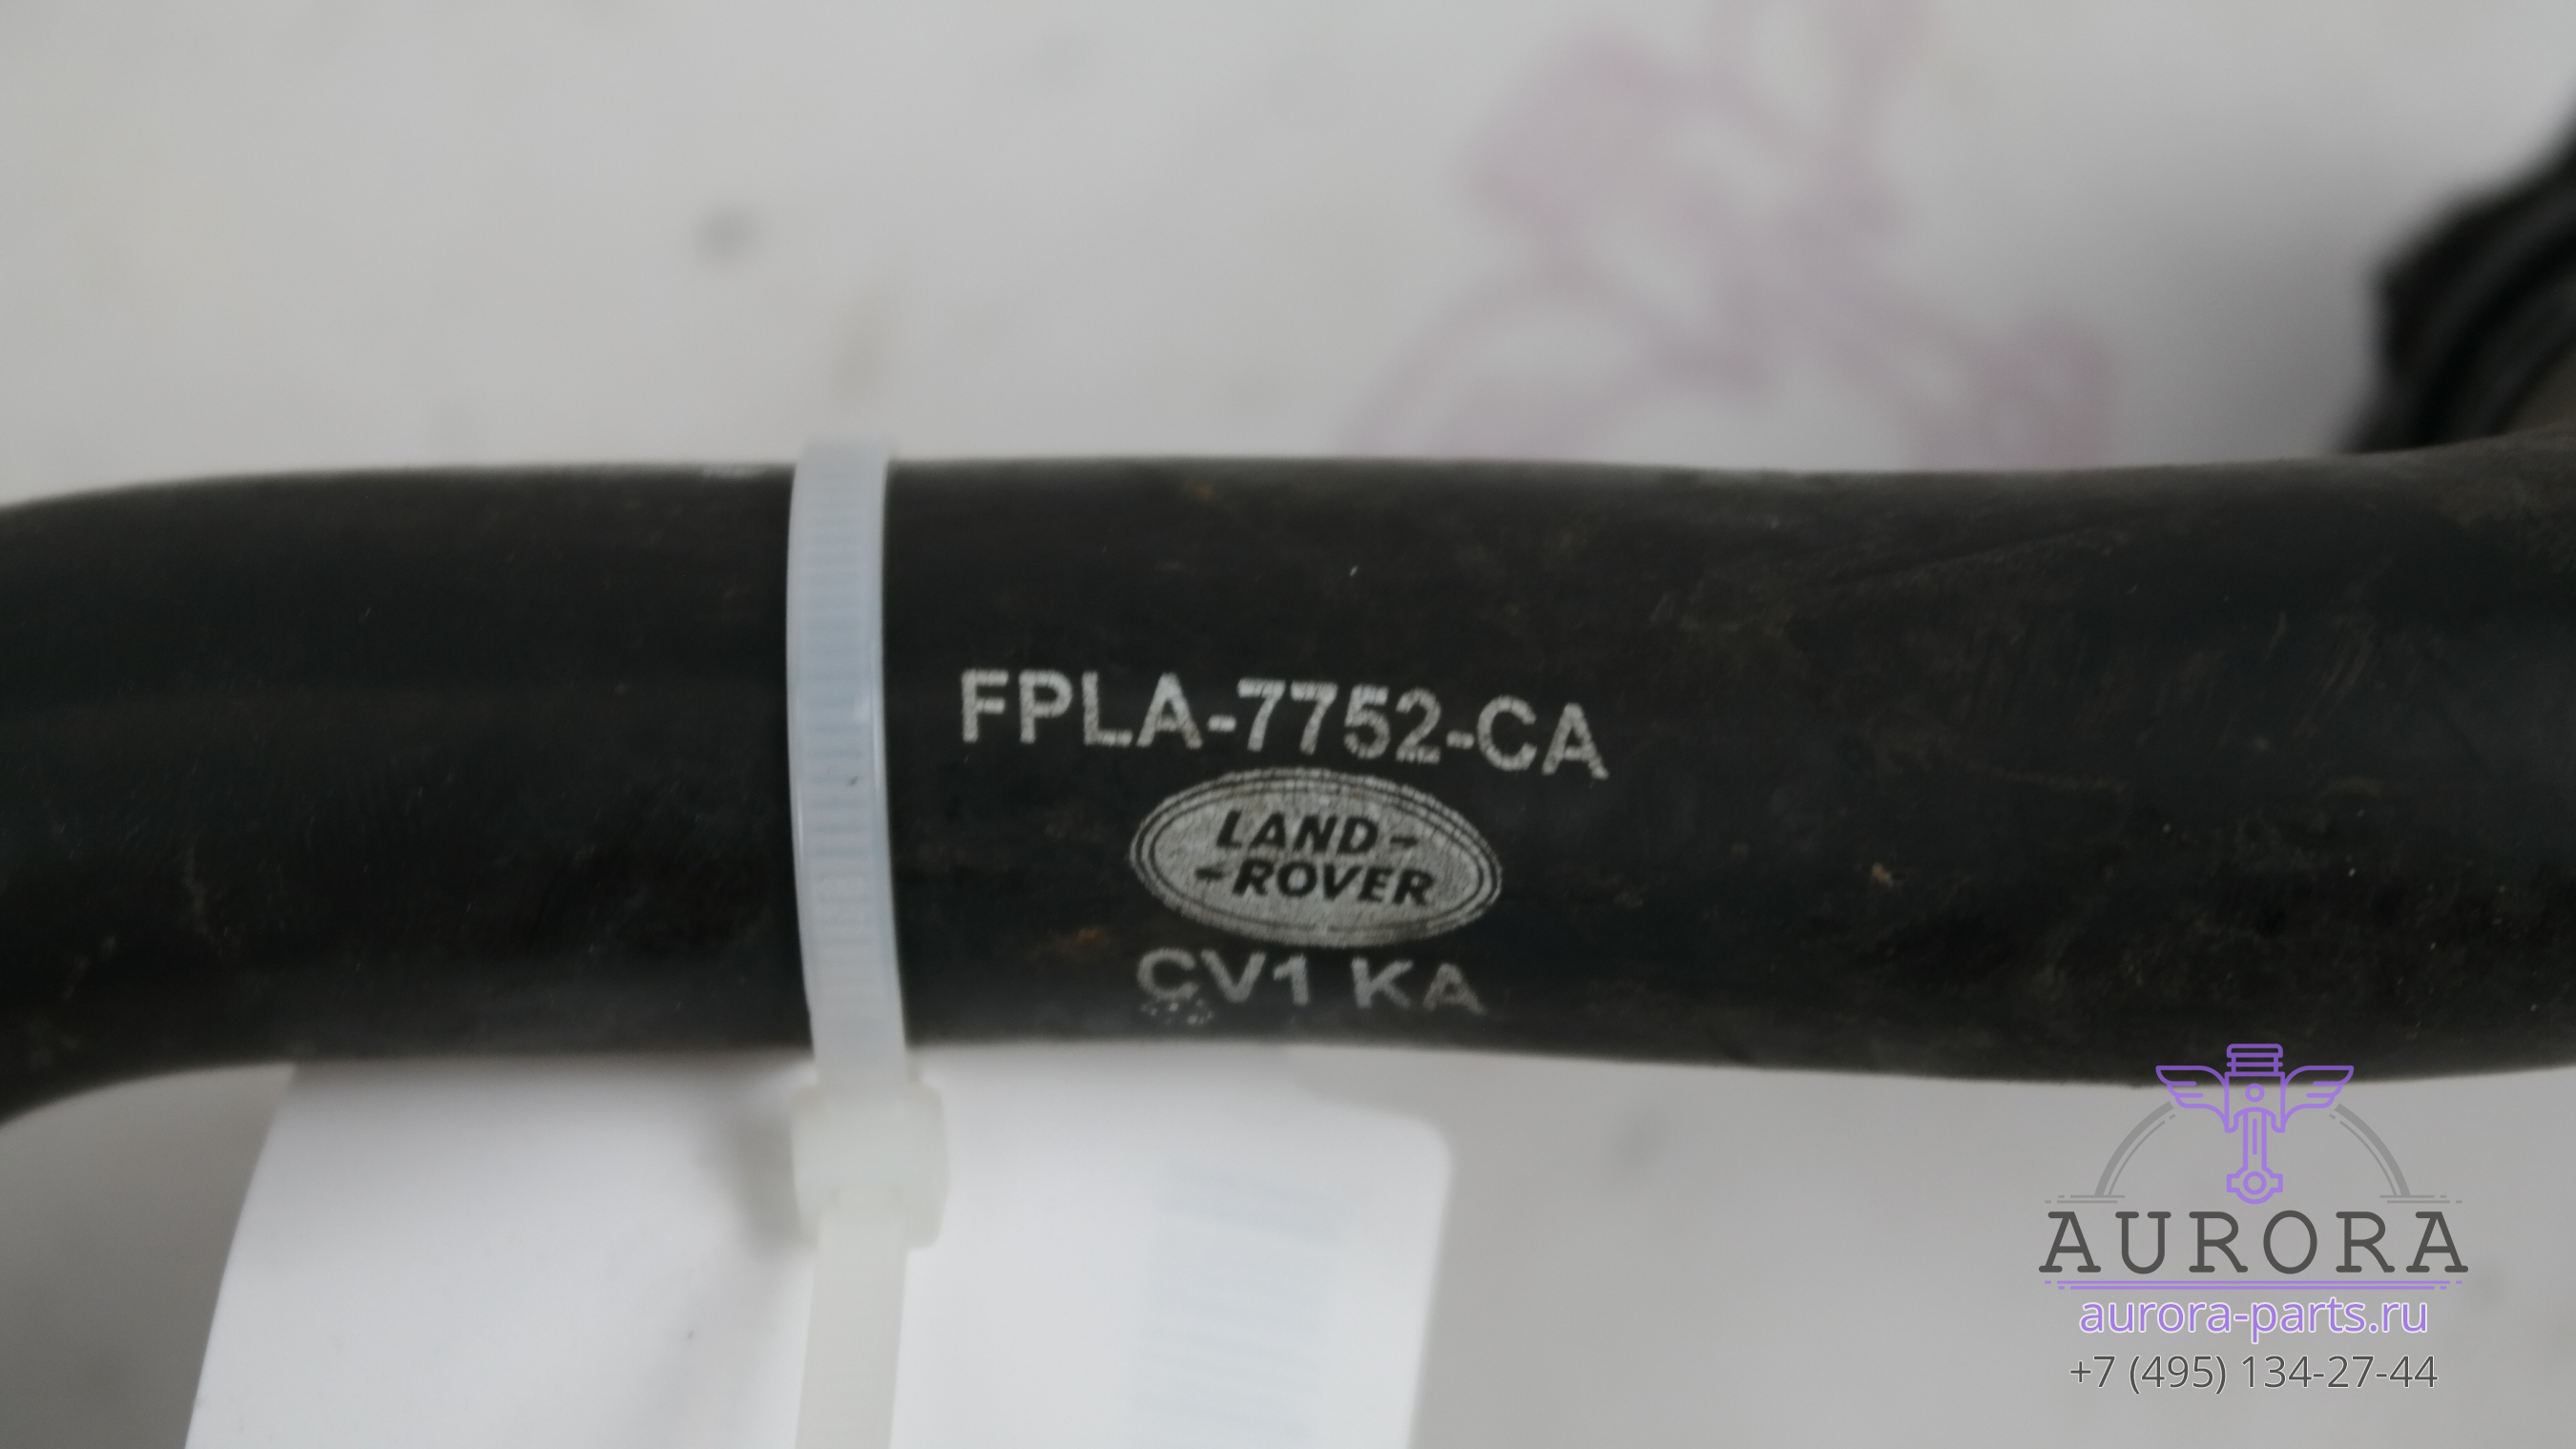 FPLA-7752-CA
LAND-
-ROVER
CV1 KA
AURORA
aurora-parts.ru
+7 (495) 134-27-44